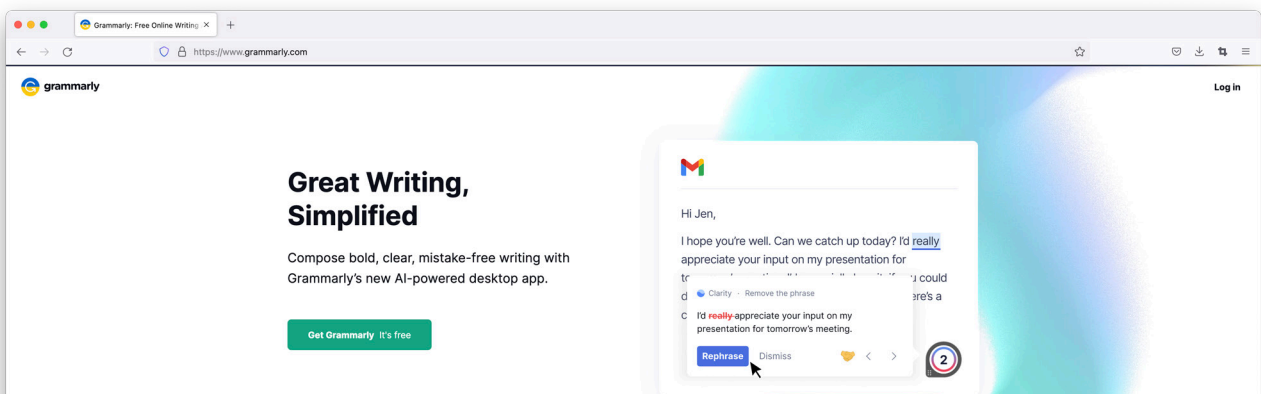 Grammarly: Free Online Writing
https://www.grammarly.com
grammarly
Log in
Great Writing,
Simplified
Compose bold, clear, mistake-free writing with
Grammarly's new AI-powered desktop app.
Get Grammarly It's free
Hi Jen,
I hope you're well. Can we catch up today? I'd really
appreciate your input on my presentation for
could
Clarity · Remove the phrase
I'd really appreciate your input on my
presentation for tomorrow's meeting.
Rephrase Dismiss
2